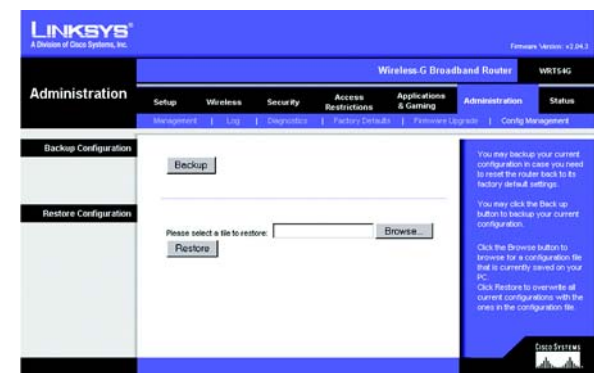 LINKSYS®
A Division of Cisco Systems, Inc.
Firmware Version: v2.04.3
Wireless-G Broadband Router WRT54G
Administration
Setup Wireless Security Access Restrictions Applications & Gaming Administration Status
Management | Log | Diagnostics | Factory Defaults | Firmware Upgrade | Config Management
Backup Configuration
Backup
You may backup your current
configuration in case you need
to reset the router back to its
factory default settings.
You may click the Back up
button to backup your current
configuration.
Restore Configuration
Please select a file to restore:
Browse...
Restore
Click the Browse button to
browse for a configuration file
that is currently saved on your
PC.
Click Restore to overwrite all
current configurations with the
ones in the configuration file.
CISCO SYSTEMS